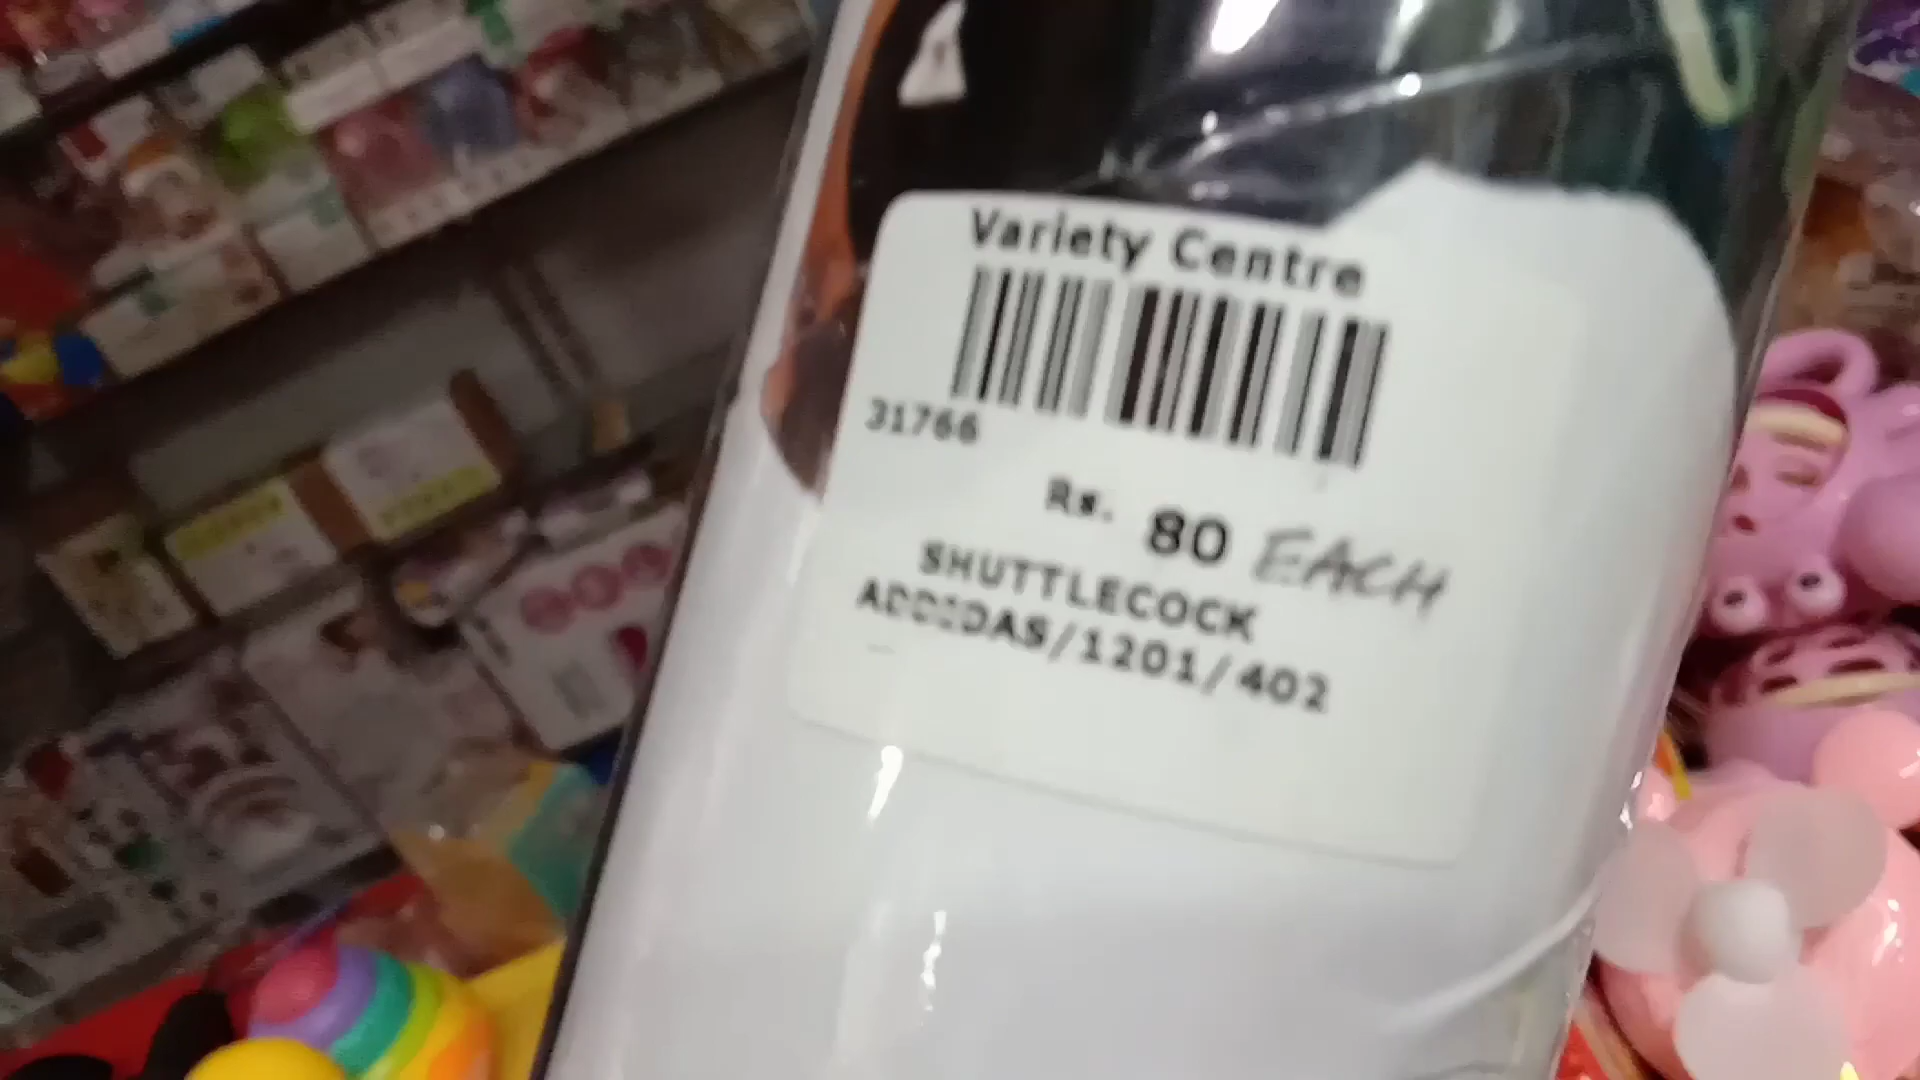 Variety Centre
31766
Rs. 80 EACH
SHUTTLECOCK
ADDIDAS/1201/402